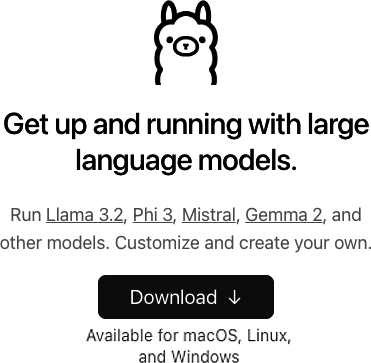 Get up and running with large
language models.
Run Llama 3.2, Phi 3, Mistral, Gemma 2, and
other models. Customize and create your own.
Download ↓
Available for macOS, Linux,
and Windows